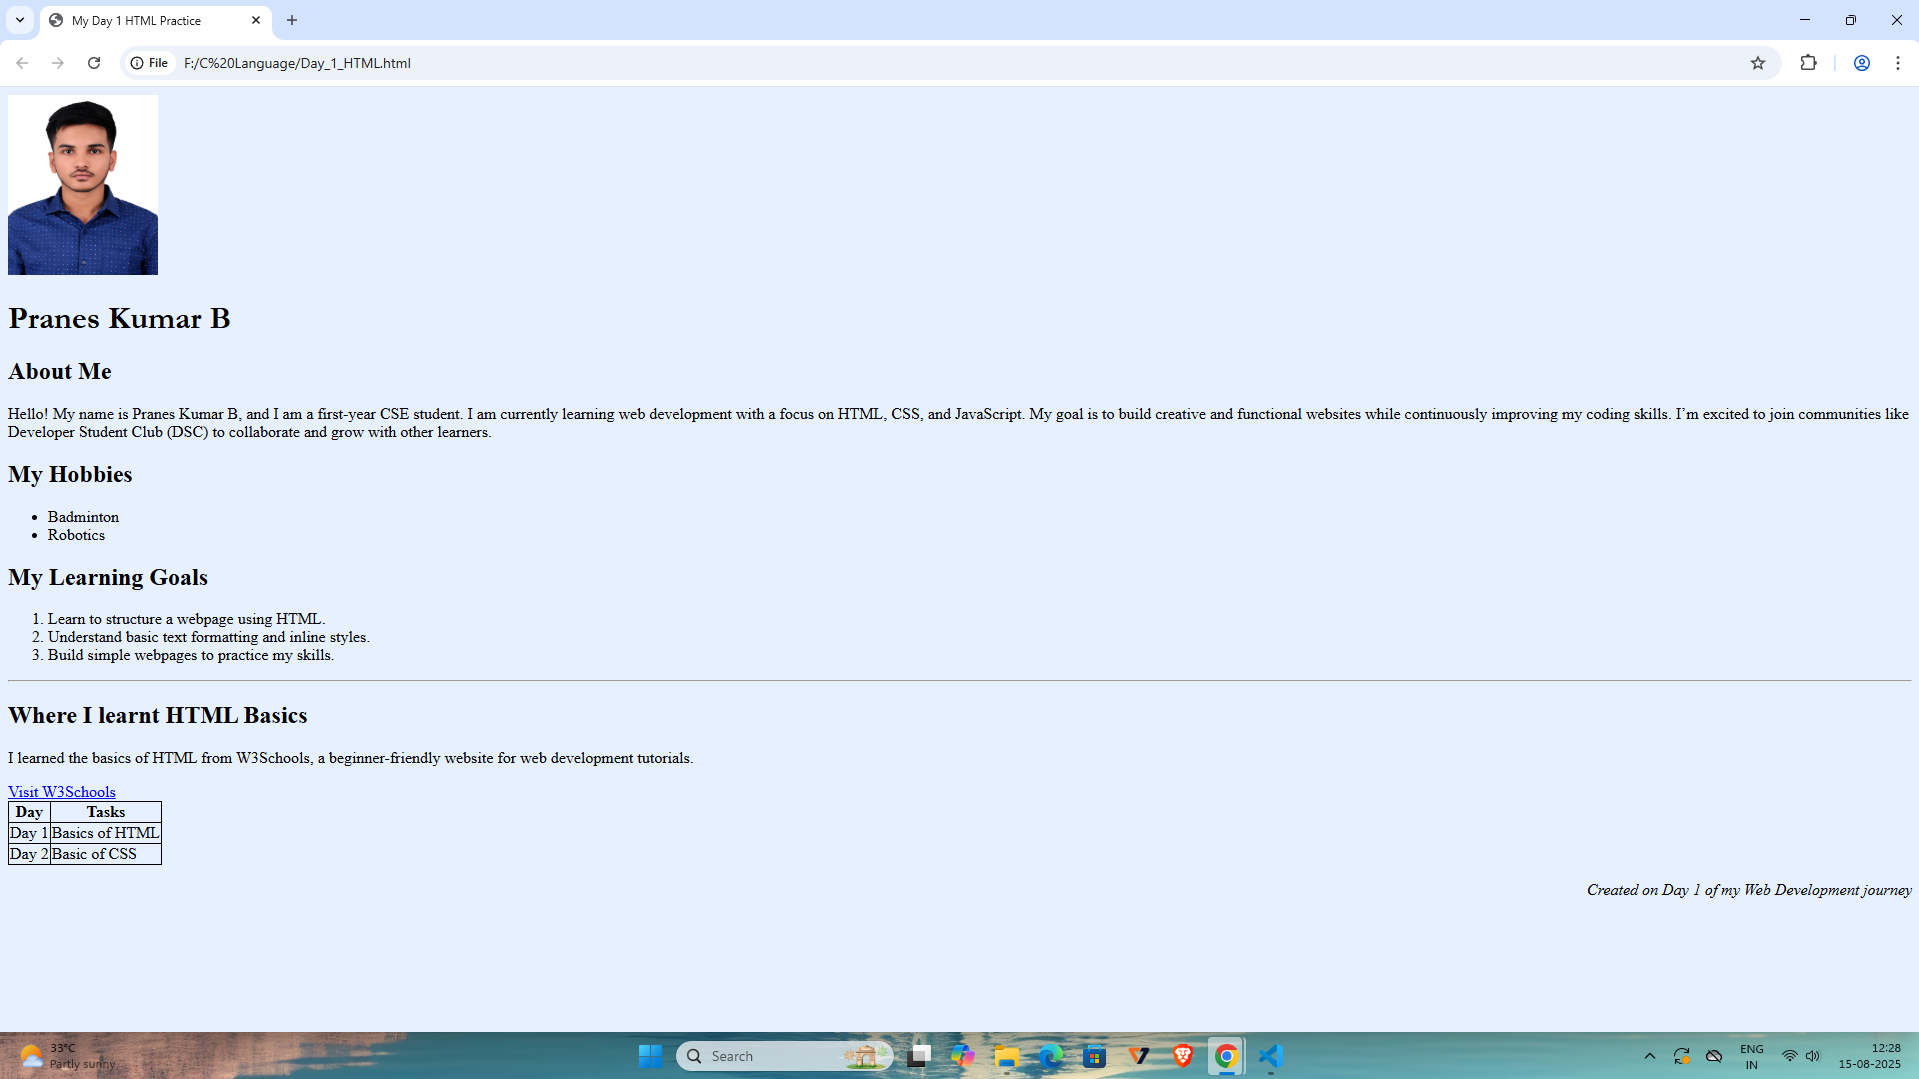 My Day 1 HTML Practice
File
F:/C%20Language/Day_1_HTML.html
Pranes Kumar B
About Me
Hello! My name is Pranes Kumar B, and I am a first-year CSE student. I am currently learning web development with a focus on HTML, CSS, and JavaScript. My goal is to build creative and functional websites while continuously improving my coding skills. I’m excited to join communities like
Developer Student Club (DSC) to collaborate and grow with other learners.
My Hobbies
• Badminton
• Robotics
My Learning Goals
1. Learn to structure a webpage using HTML.
2. Understand basic text formatting and inline styles.
3. Build simple webpages to practice my skills.
Where I learnt HTML Basics
I learned the basics of HTML from W3Schools, a beginner-friendly website for web development tutorials.
Visit W3Schools
Day Tasks
Day 1 Basics of HTML
Day 2 Basic of CSS
Created on Day 1 of my Web Development journey
33°C
Partly sunny
Search
ENG
IN
12:28
15-08-2025